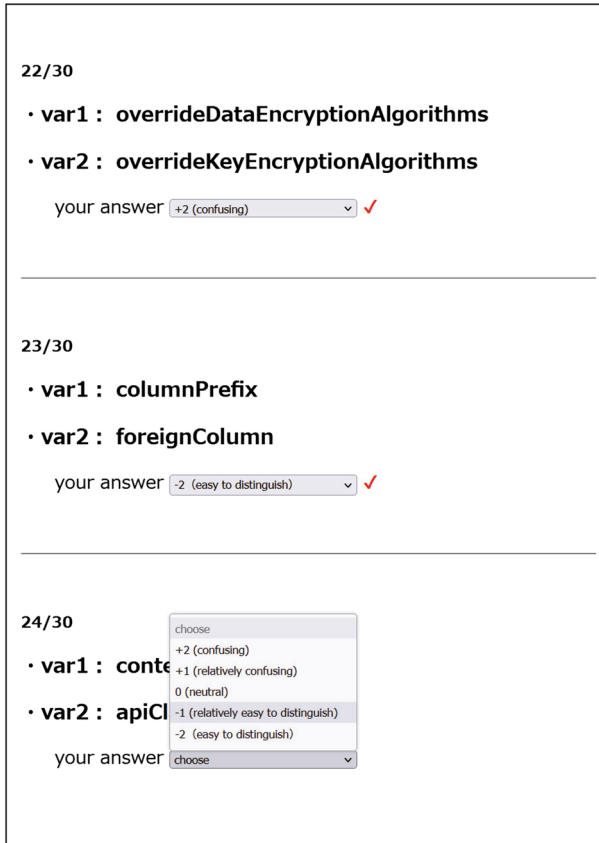 22/30
・var1： overrideDataEncryptionAlgorithms
・var2： overrideKeyEncryptionAlgorithms
your answer +2 (confusing) ✓
23/30
・var1： columnPrefix
・var2： foreignColumn
your answer -2（easy to distinguish） ✓
24/30
choose
+2 (confusing)
・var1：
+1 (relatively confusing)
0 (neutral)
・var2：
-1 (relatively easy to distinguish)
-2（easy to distinguish）
your answer choose